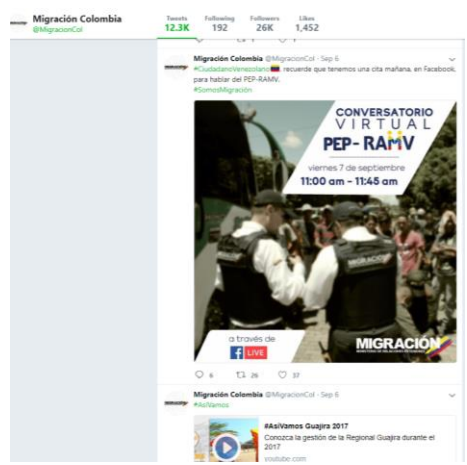 Migración Colombia
@MigracionCol
Tweets Following Followers Likes
12.3K 192 26K 1,452
Migración Colombia @MigracionCol · Sep 6
#CiudadanoVenezolano, recuerde que tenemos una cita mañana, en Facebook,
para hablar del PEP-RAMV.
#SomosMigración
CONVERSATORIO
VIRTUAL
PEP-RAMV
viernes 7 de septiembre
11:00 am - 11:45 am
MIGRACIÓN
a través de
f LIVE
MIGRACIÓN
6 26 37
Migración Colombia @MigracionCol · Sep 6
#AsíVamos
#AsíVamos Guajira 2017
Conozca la gestión de la Regional Guajira durante el
2017
youtube.com